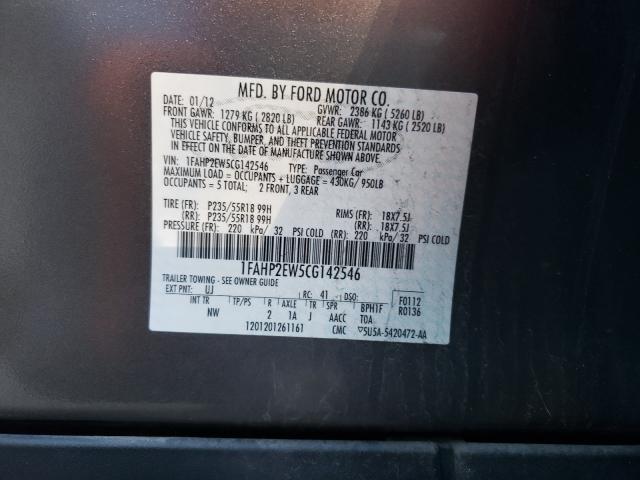 MFD. BY FORD MOTOR CO.
DATE: 01/12 GVWR: 2386 KG ( 5260 LB)
FRONT GAWR: 1279 KG ( 2820 LB) REAR GAWR: 1143 KG ( 2520 LB)
THIS VEHICLE CONFORMS TO ALL APPLICABLE FEDERAL MOTOR
VEHICLE SAFETY, BUMPER, AND THEFT PREVENTION STANDARDS
IN EFFECT ON THE DATE OF MANUFACTURE SHOWN ABOVE.
VIN: 1FAHP2EW5CG142546 TYPE: Passenger Car
MAXIMUM LOAD = OCCUPANTS + LUGGAGE = 430KG/ 950LB
OCCUPANTS = 5 TOTAL; 2 FRONT, 3 REAR
TIRE (FR): P235/55R18 99H RIMS (FR): 18X7.5J
(RR): P235/55R18 99H (RR): 18X7.5J
PRESSURE (FR): 220 kPa/ 32 PSI COLD (RR): 220 kPa/ 32 PSI COLD
1FAHP2EW5CG142546
TRAILER TOWING - SEE OWNER GUIDE
EXT PNT: UJ RC: 41 DSO: F0112
INT TR TP/PS R AXLE TR SPR BPH1F R0136
NW 2 1A J AACC TOA
1201201261161 CMC 5U5A-5420472-AA